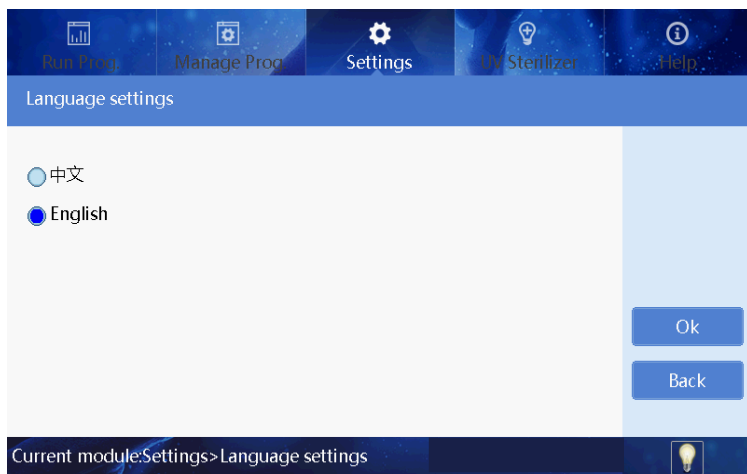 Run Prog. Manage Prog. Settings UV Sterilizer Help
Language settings
中文
English
Ok
Back
Current module:Settings>Language settings